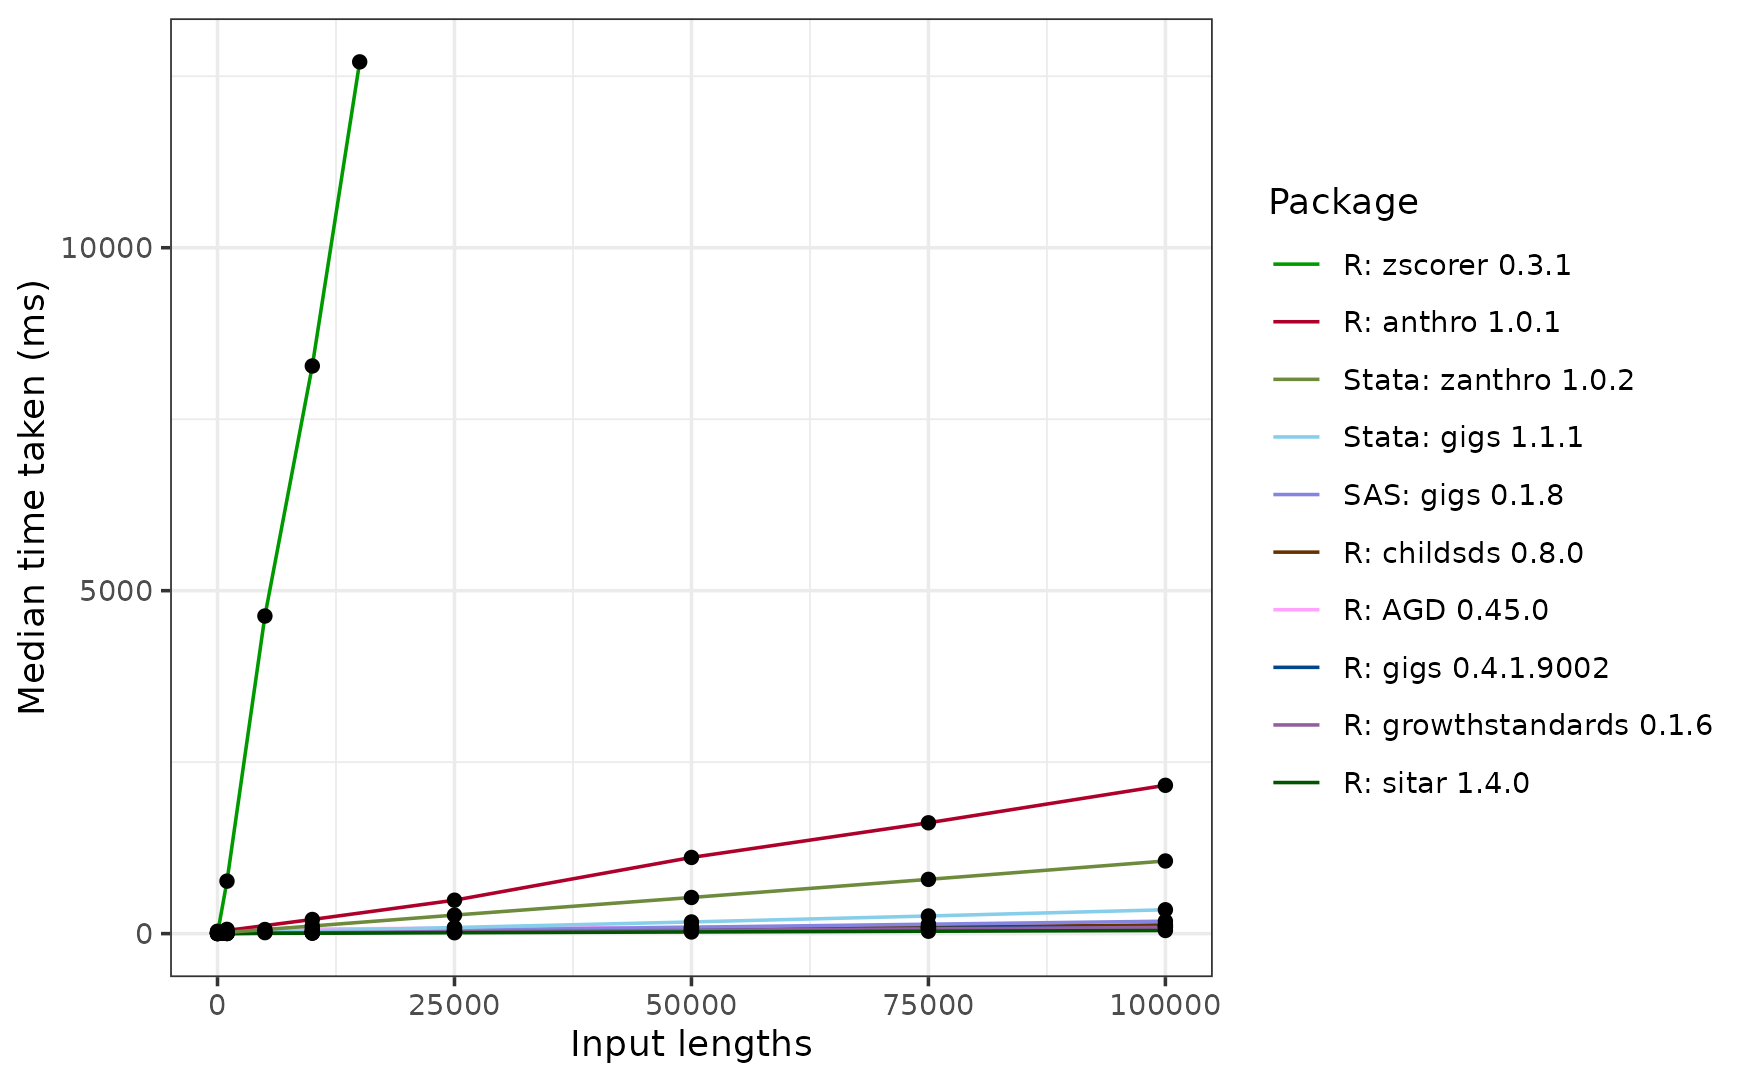 Median time taken (ms)
10000
5000
0
0
25000
50000
75000
100000
Input lengths
Package
R: zscorer 0.3.1
R: anthro 1.0.1
Stata: zanthro 1.0.2
Stata: gigs 1.1.1
SAS: gigs 0.1.8
R: childsds 0.8.0
R: AGD 0.45.0
R: gigs 0.4.1.9002
R: growthstandards 0.1.6
R: sitar 1.4.0